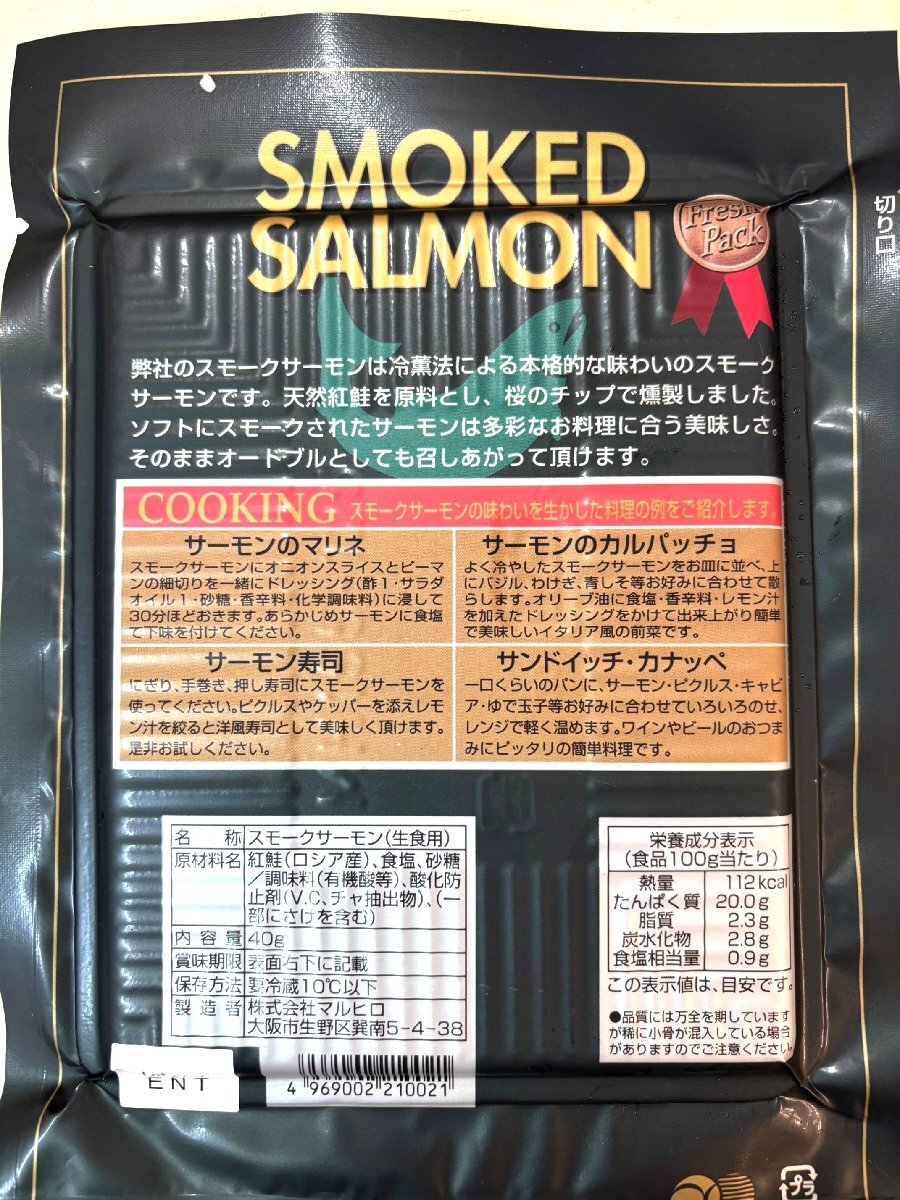 SMOKED
SALMON
Fresh
Pack
切り口
弊社のスモークサーモンは冷薫法による本格的な味わいのスモーク
サーモンです。天然紅鮭を原料とし、桜のチップで燻製しました。
ソフトにスモークされたサーモンは多彩なお料理に合う美味しさ。
そのままオードブルとしても召しあがって頂けます。
COOKING スモークサーモンの味わいを生かした料理の例をご紹介します。
サーモンのマリネ
スモークサーモンにオニオンスライスとピーマ
ンの細切りを一緒にドレッシング(酢1・サラダ
オイル1・砂糖・香辛料・化学調味料)に浸して
30分ほどおきます。あらかじめサーモンに食塩
で下味を付けてください。
サーモンのカルパッチョ
よく冷やしたスモークサーモンをお皿に並べ、上
にバジル、わけぎ、青しそ等お好みに合わせて散
らします。オリーブ油に食塩・香辛料・レモン汁
を加えたドレッシングをかけて出来上がり簡単
で美味しいイタリア風の前菜です。
サーモン寿司
にぎり、手巻き、押し寿司にスモークサーモンを
使ってください。ピクルスやケッパーを添えレモ
ン汁を絞ると洋風寿司として美味しく頂けます。
是非お試しください。
サンドイッチ・カナッペ
一口くらいのパンに、サーモン・ピクルス・キャビ
ア・ゆで玉子等お好みに合わせていろいろのせ、
レンジで軽く温めます。ワインやビールのおつま
みにピッタリの簡単料理です。
名称 スモークサーモン(生食用)
原材料名 紅鮭(ロシア産)、食塩、砂糖
/調味料(有機酸等)、酸化防
止剤(V.C、チャ抽出物)、(一
部にさけを含む)
内容量 40g
賞味期限 表面右下に記載
保存方法 要冷蔵10℃以下
製造者 株式会社マルヒロ
大阪市生野区巽南5-4-38
4 969002 210021
ENT
栄養成分表示
(食品100g当たり)
熱量 112kcal
たんぱく質 20.0g
脂質 2.3g
炭水化物 2.8g
食塩相当量 0.9g
この表示値は、目安です。
●品質には万全を期しています
が稀に小骨が混入している場合
がありますのでご注意ください
プラ